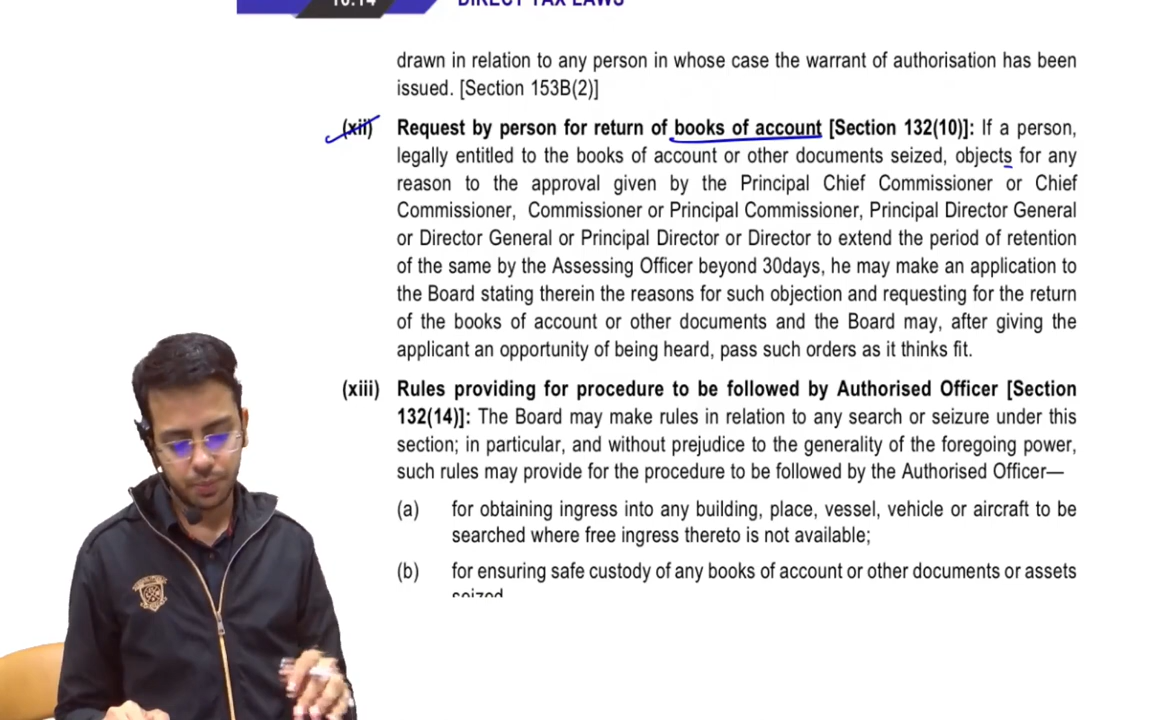 10.14 DIRECT TAX LAWS
drawn in relation to any person in whose case the warrant of authorisation has been
issued. [Section 153B(2)]
(xii) Request by person for return of books of account [Section 132(10)]: If a person,
legally entitled to the books of account or other documents seized, objects for any
reason to the approval given by the Principal Chief Commissioner or Chief
Commissioner, Commissioner or Principal Commissioner, Principal Director General
or Director General or Principal Director or Director to extend the period of retention
of the same by the Assessing Officer beyond 30days, he may make an application to
the Board stating therein the reasons for such objection and requesting for the return
of the books of account or other documents and the Board may, after giving the
applicant an opportunity of being heard, pass such orders as it thinks fit.
(xiii) Rules providing for procedure to be followed by Authorised Officer [Section
132(14)]: The Board may make rules in relation to any search or seizure under this
section; in particular, and without prejudice to the generality of the foregoing power,
such rules may provide for the procedure to be followed by the Authorised Officer—
(a) for obtaining ingress into any building, place, vessel, vehicle or aircraft to be
searched where free ingress thereto is not available;
(b) for ensuring safe custody of any books of account or other documents or assets
seized